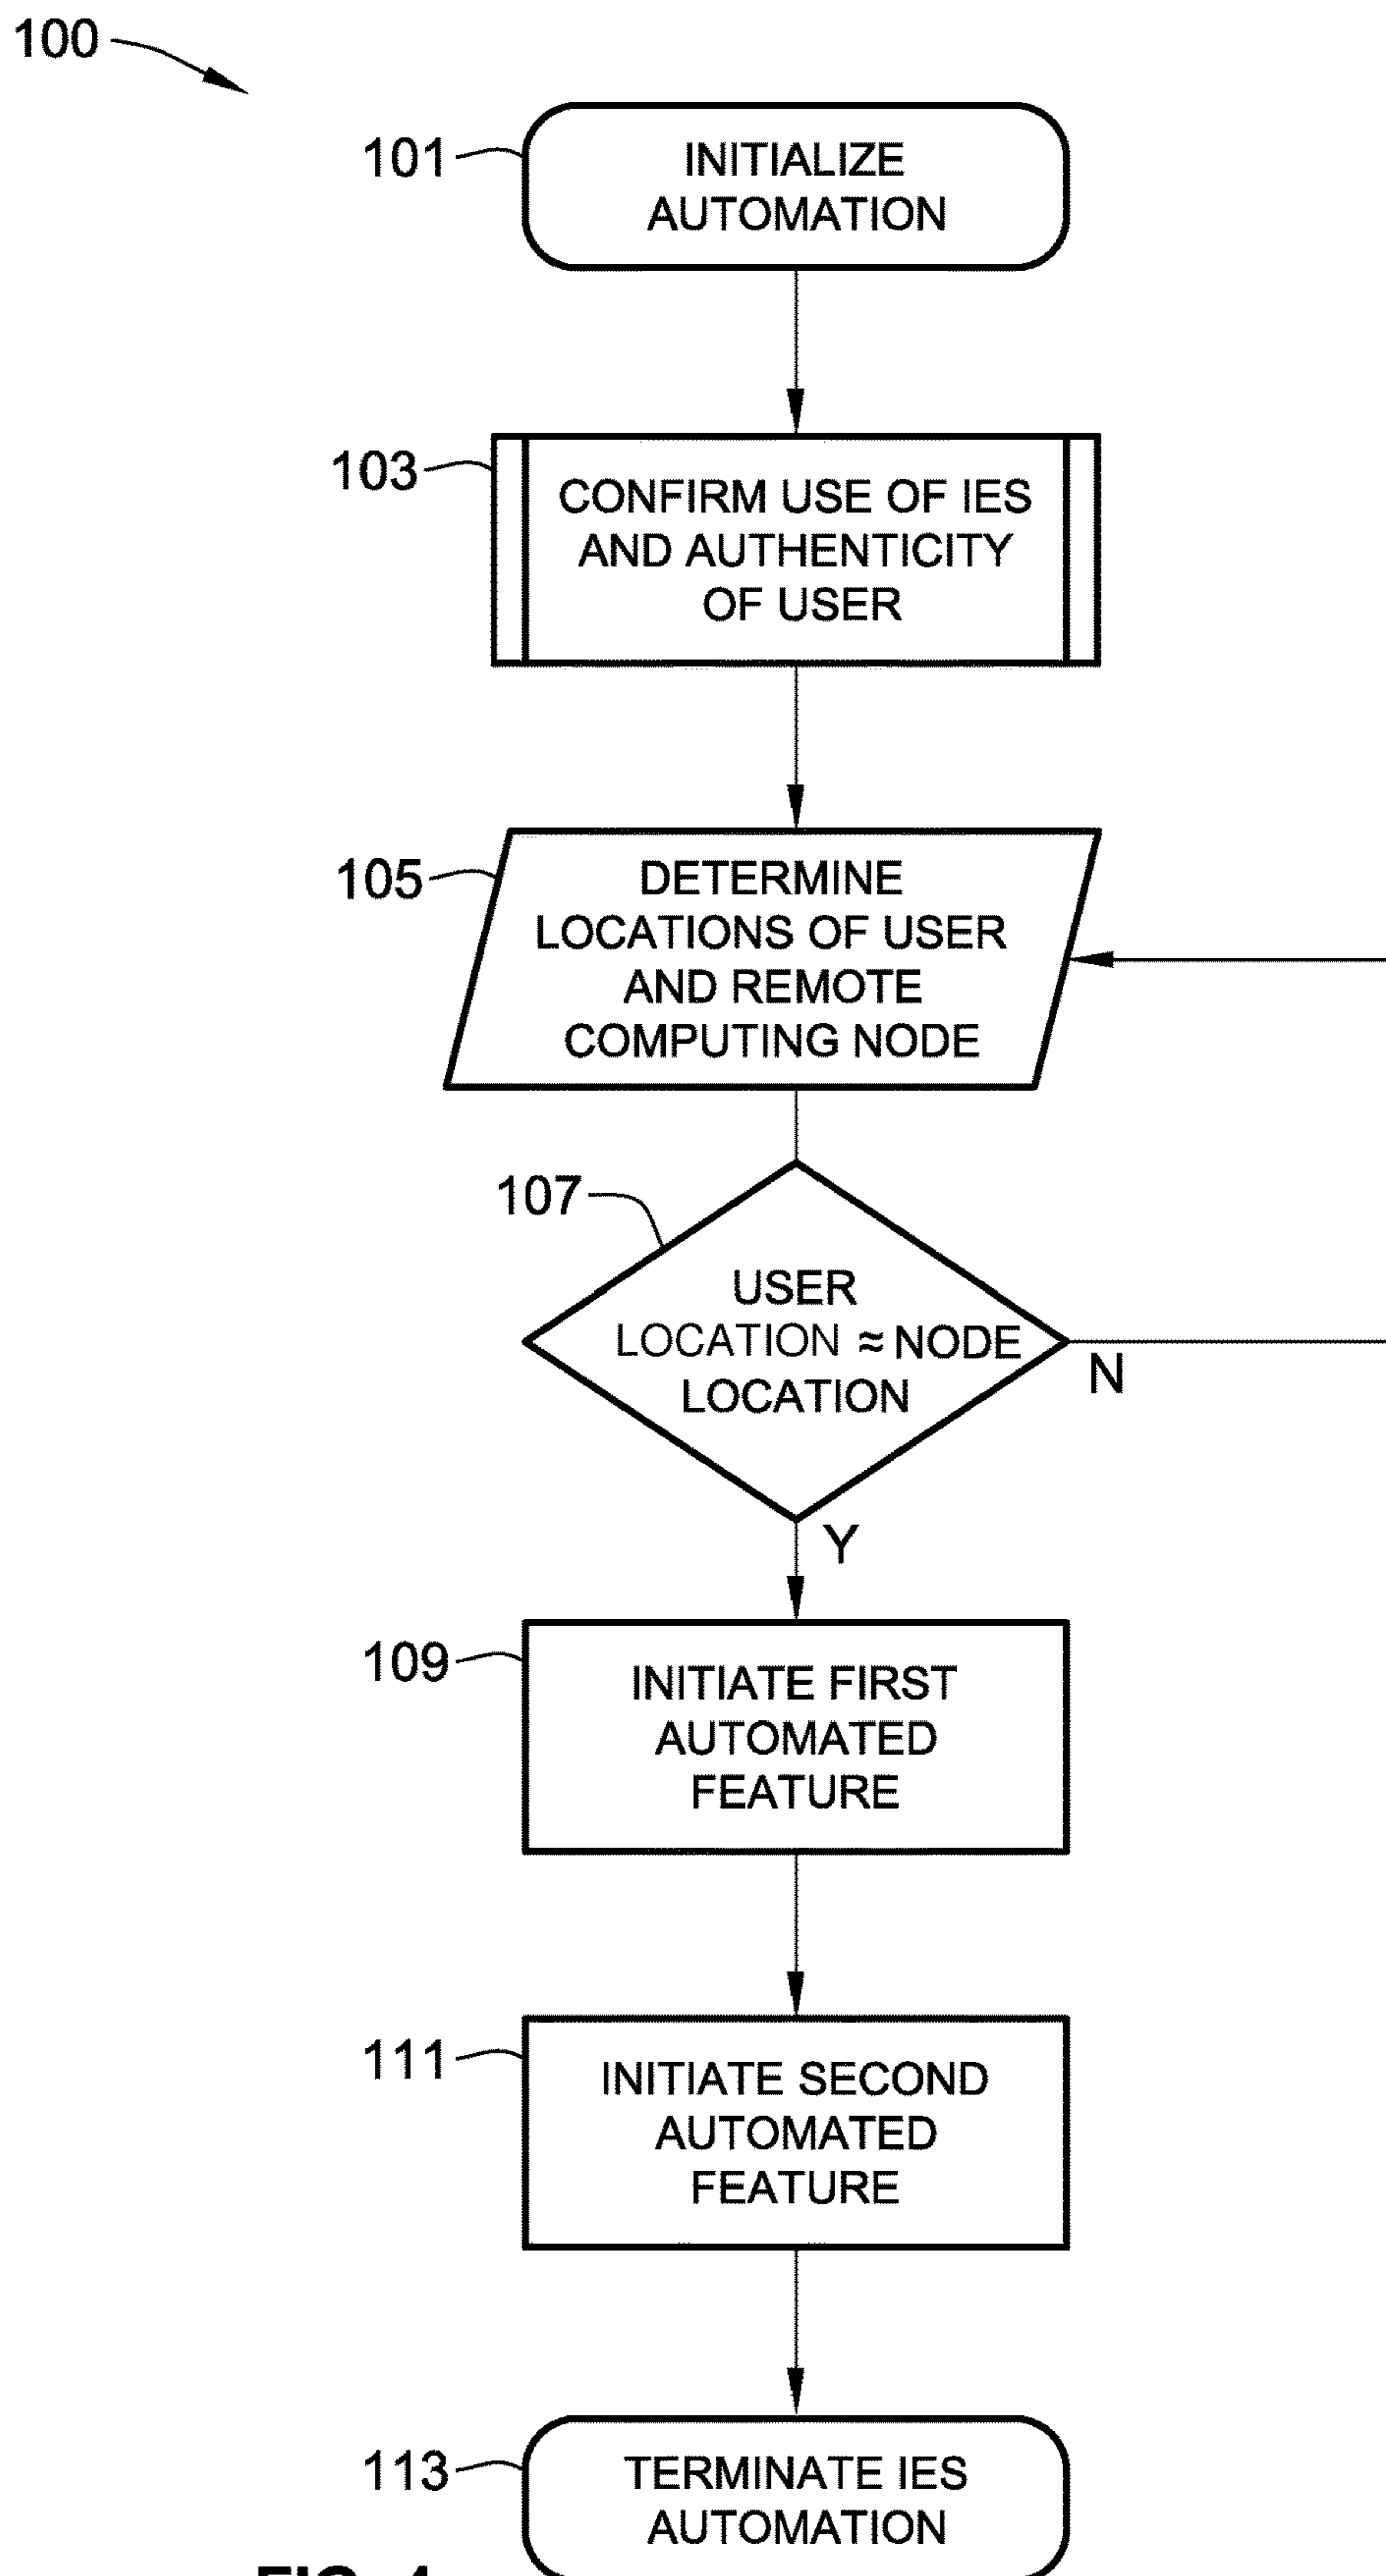 100
101
INITIALIZE
AUTOMATION
103
CONFIRM USE OF IES
AND AUTHENTICITY
OF USER
105
DETERMINE
LOCATIONS OF USER
AND REMOTE
COMPUTING NODE
107
USER
LOCATION ≈ NODE
LOCATION
N
Y
109
INITIATE FIRST
AUTOMATED
FEATURE
111
INITIATE SECOND
AUTOMATED
FEATURE
113
TERMINATE IES
AUTOMATION